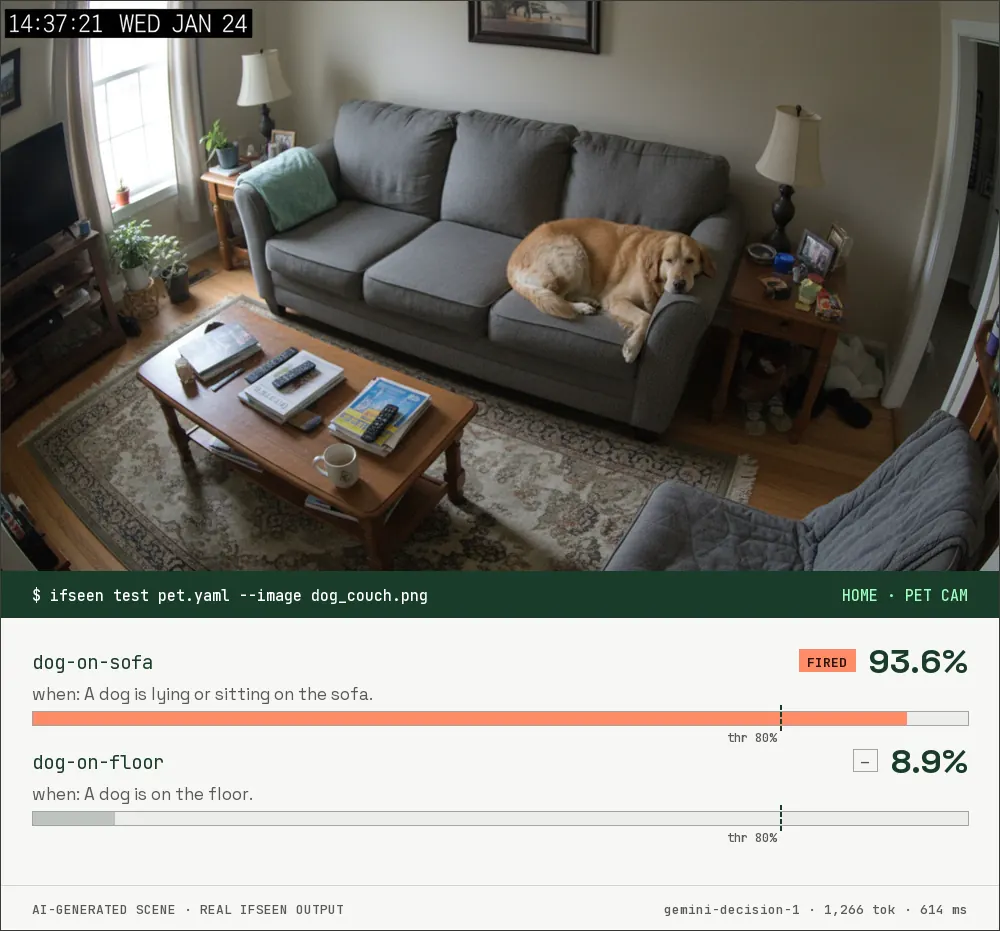 14:37:21 WED JAN 24
$ ifseen test pet.yaml --image dog_couch.png
HOME · PET CAM
dog-on-sofa
FIRED
93.6%
when: A dog is lying or sitting on the sofa.
thr 80%
dog-on-floor
–
8.9%
when: A dog is on the floor.
thr 80%
AI-GENERATED SCENE · REAL IFSEEN OUTPUT
gemini-decision-1 · 1,266 tok · 614 ms